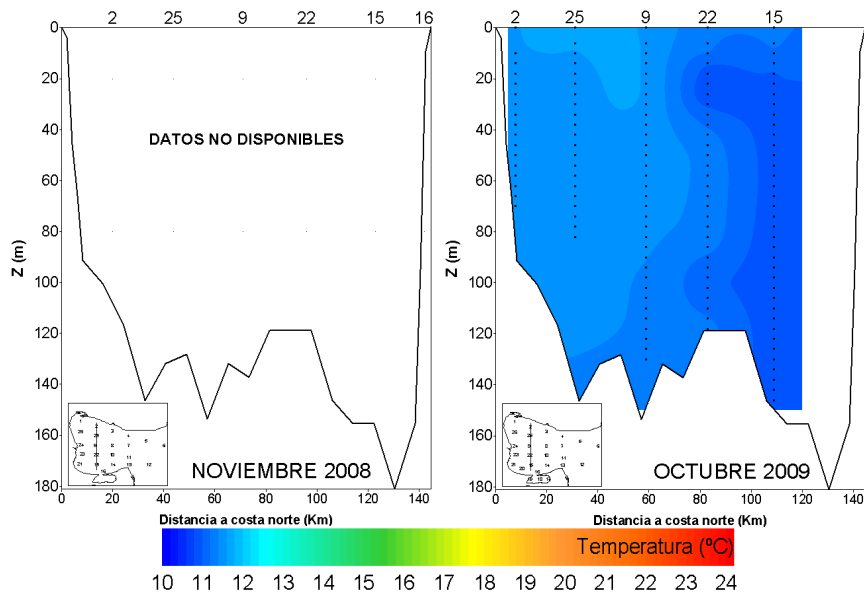 2 25 9 22 15 16
0
20
40
60
80
100
120
140
160
180
Z (m)
DATOS NO DISPONIBLES
NOVIEMBRE 2008
0 20 40 60 80 100 120 140
Distancia a costa norte (Km)
2 25 9 22 15
0
20
40
60
80
100
120
140
160
180
Z (m)
OCTUBRE 2009
0 20 40 60 80 100 120 140
Distancia a costa norte (Km)
Temperatura (ºC)
10 11 12 13 14 15 16 17 18 19 20 21 22 23 24